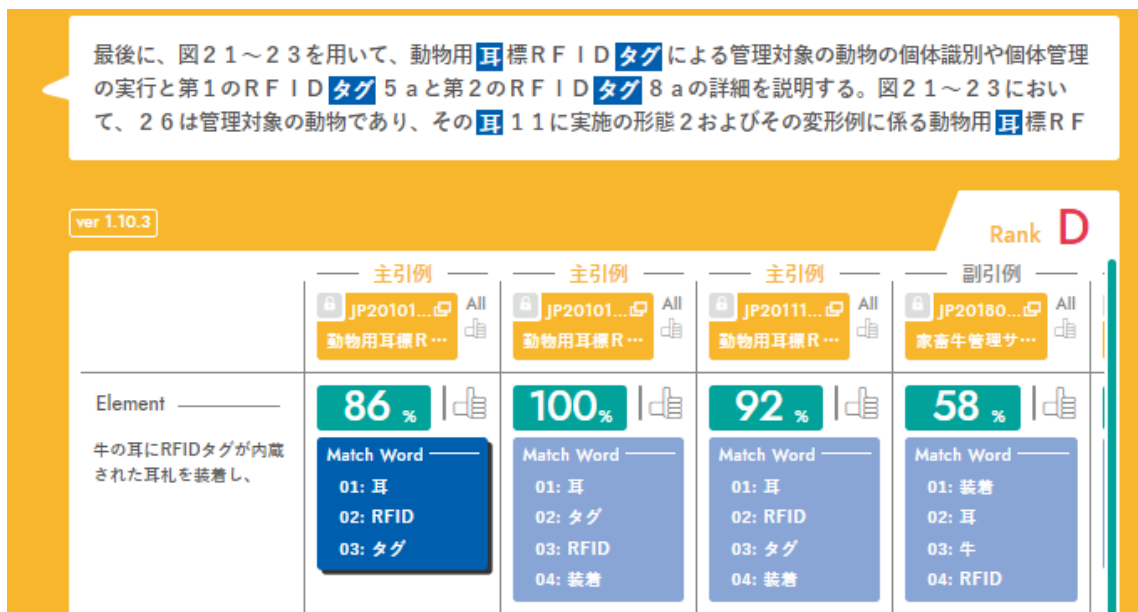 最後に、図21~23を用いて、動物用耳標RFIDタグによる管理対象の動物の個体識別や個体管理
の実行と第1のRFIDタグ5aと第2のRFIDタグ8aの詳細を説明する。図21~23におい
て、26は管理対象の動物であり、その耳11に実施の形態2およびその変形例に係る動物用耳標RF
ver 1.10.3
Rank D
主引例 主引例 主引例 副引例
JP20101... All JP20101... All JP20111... All JP20180... All
動物用耳標R… 動物用耳標R… 動物用耳標R… 家畜牛管理サ…
Element 86% 100% 92% 58%
牛の耳にRFIDタグが内蔵
された耳札を装着し、
Match Word
01: 耳
02: RFID
03: タグ
Match Word
01: 耳
02: タグ
03: RFID
04: 装着
Match Word
01: 耳
02: RFID
03: タグ
04: 装着
Match Word
01: 装着
02: 耳
03: 牛
04: RFID